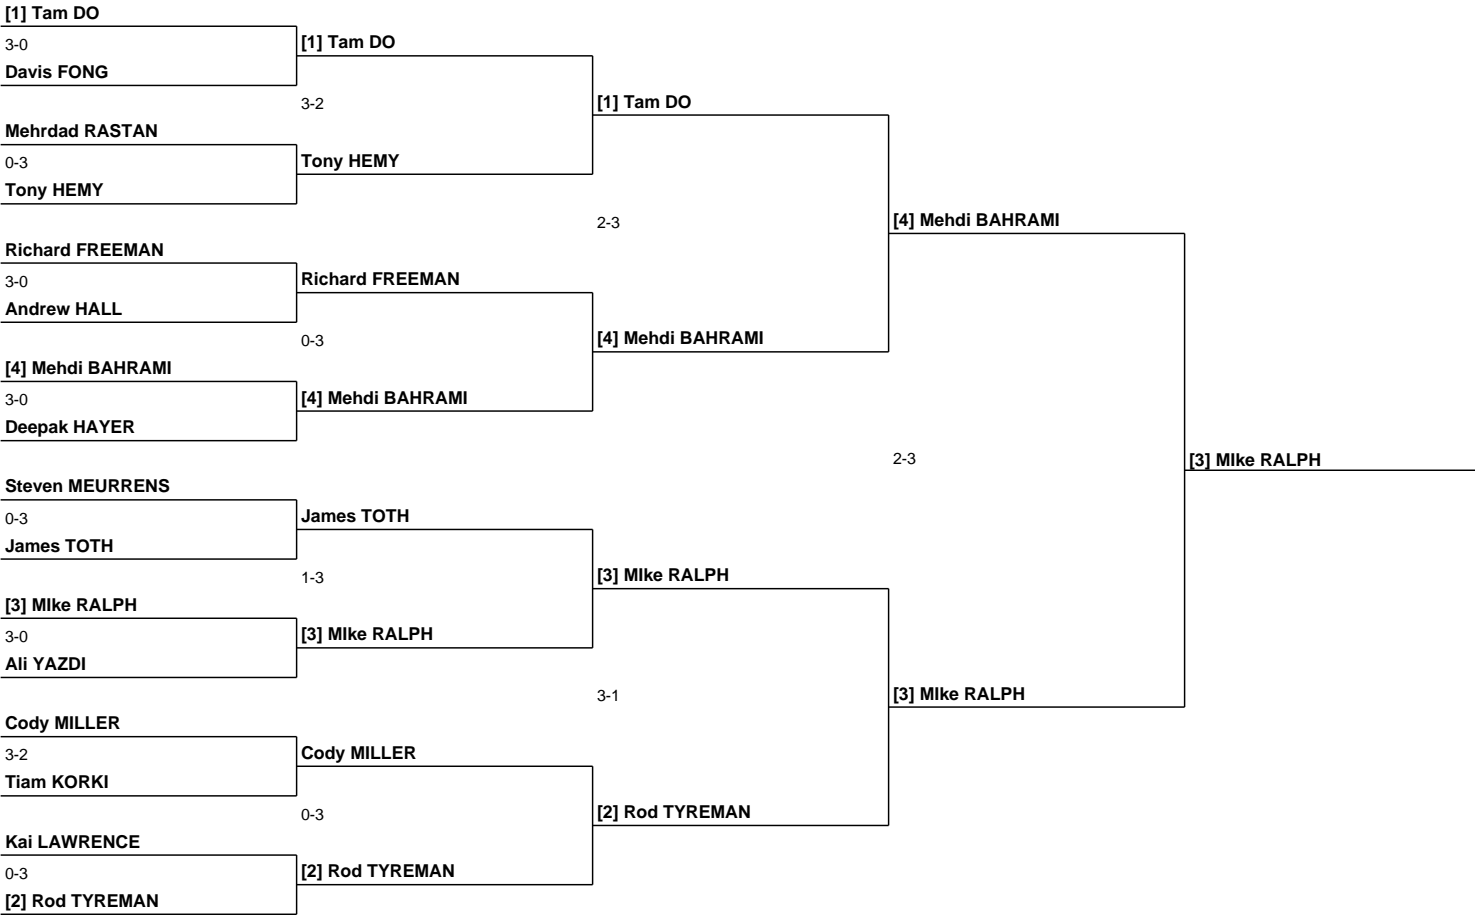 [1] Tam DO
3-0
Davis FONG
Mehrdad RASTAN
0-3
Tony HEMY
Richard FREEMAN
3-0
Andrew HALL
[4] Mehdi BAHRAMI
3-0
Deepak HAYER
Steven MEURRENS
0-3
James TOTH
[3] MIke RALPH
3-0
Ali YAZDI
Cody MILLER
3-2
Tiam KORKI
Kai LAWRENCE
0-3
[2] Rod TYREMAN
[1] Tam DO
3-2
Tony HEMY
Richard FREEMAN
0-3
[4] Mehdi BAHRAMI
James TOTH
1-3
[3] MIke RALPH
Cody MILLER
0-3
[2] Rod TYREMAN
[1] Tam DO
2-3
[4] Mehdi BAHRAMI
[3] MIke RALPH
3-1
[2] Rod TYREMAN
[4] Mehdi BAHRAMI
2-3
[3] MIke RALPH
[3] MIke RALPH